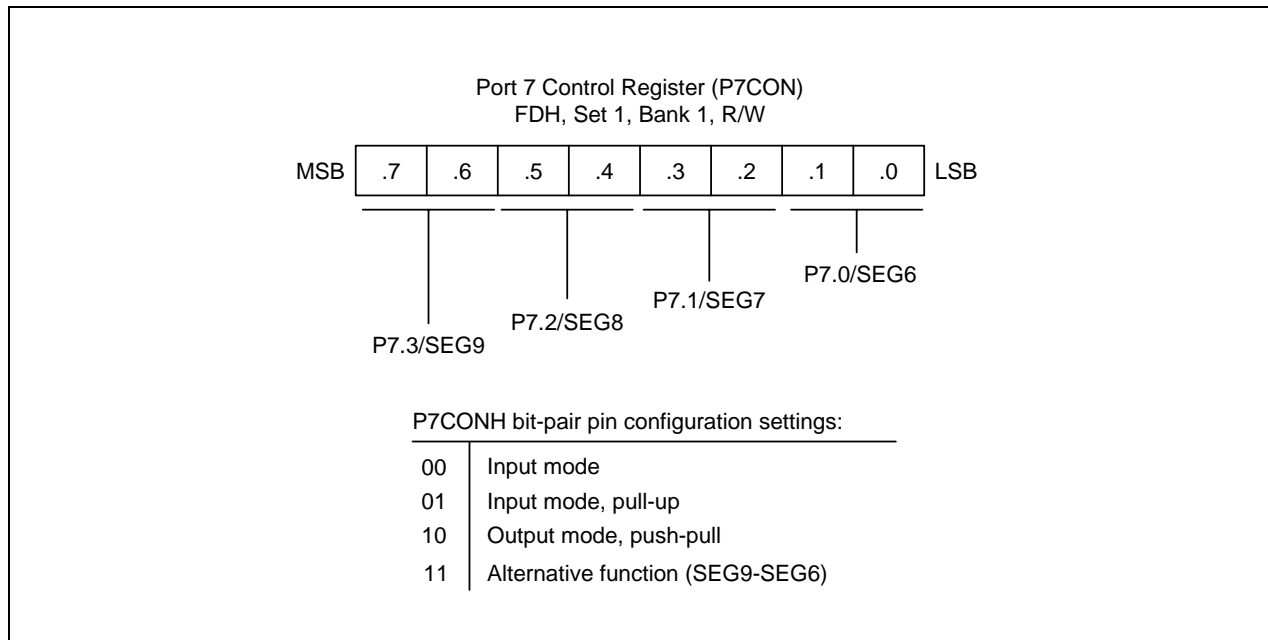 Port 7 Control Register (P7CON)
FDH, Set 1, Bank 1, R/W
MSB .7 .6 .5 .4 .3 .2 .1 .0 LSB
P7.0/SEG6
P7.1/SEG7
P7.2/SEG8
P7.3/SEG9
P7CONH bit-pair pin configuration settings:
00 Input mode
01 Input mode, pull-up
10 Output mode, push-pull
11 Alternative function (SEG9-SEG6)